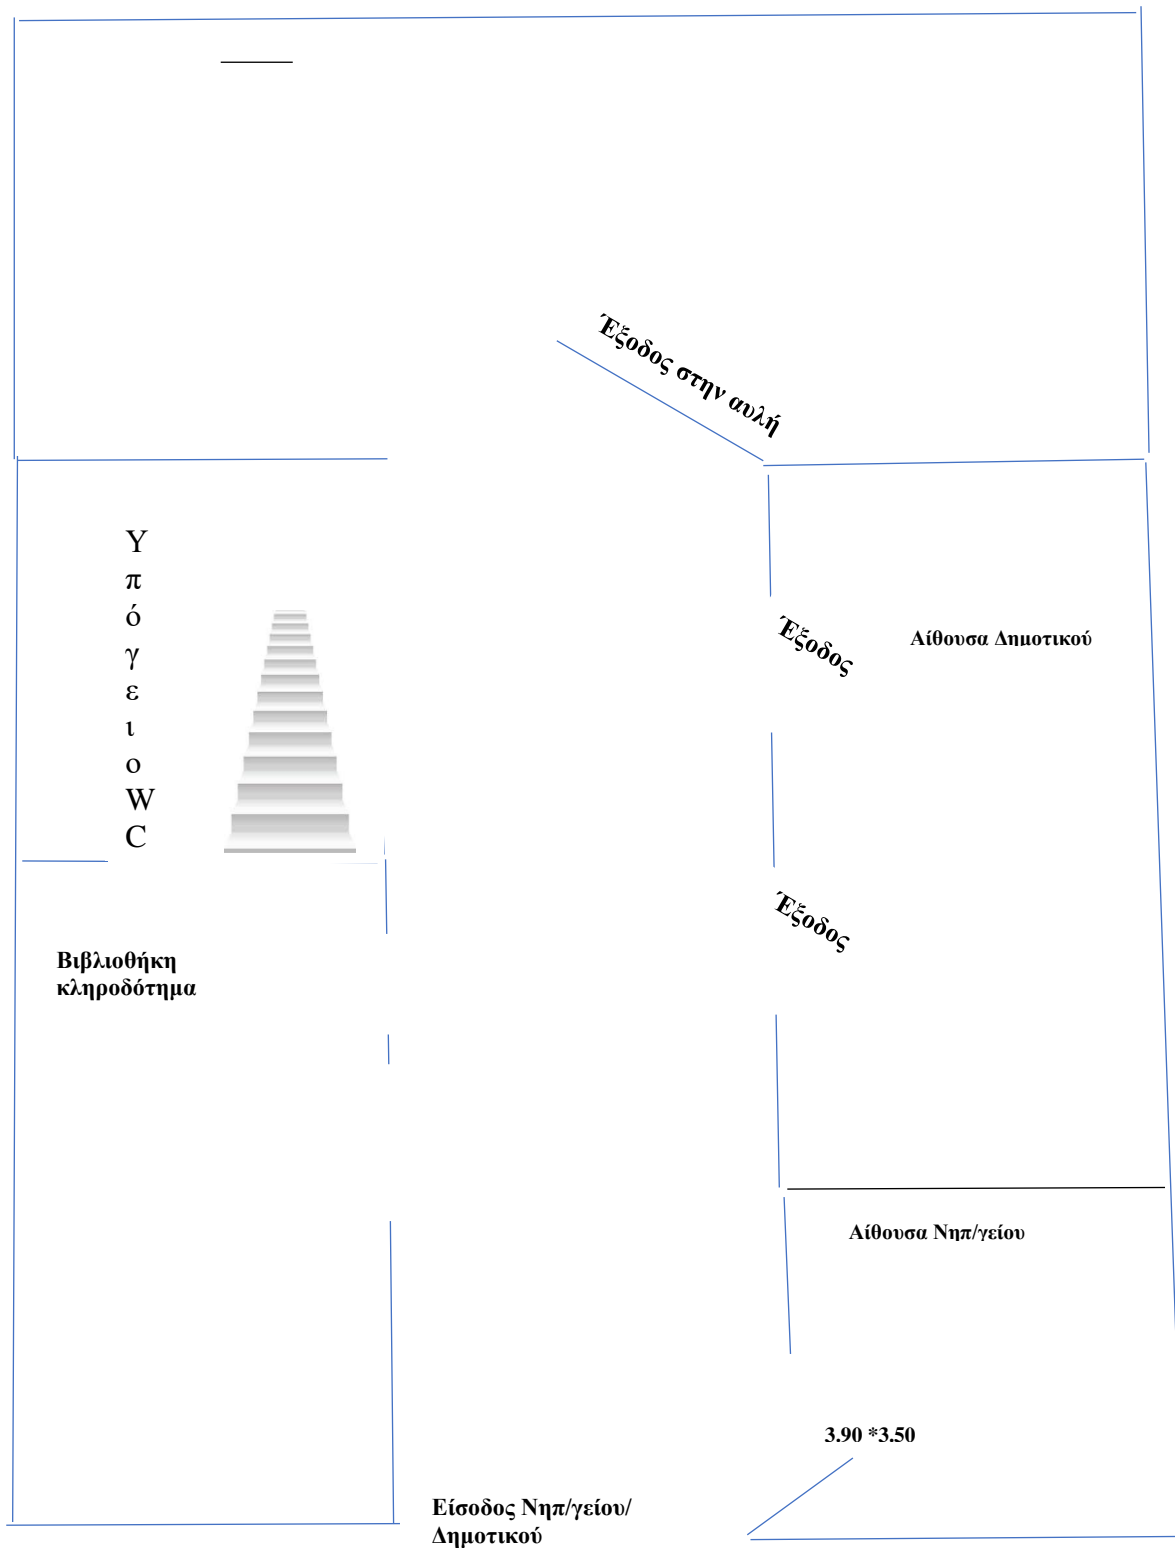 Έξοδος στην αυλή
Υ
π
ό
γ
ε
ι
ο
W
C
Έξοδος
Αίθουσα Δημοτικού
Έξοδος
Βιβλιοθήκη
κληροδότημα
Αίθουσα Νηπ/γείου
3.90 *3.50
Είσοδος Νηπ/γείου/
Δημοτικού